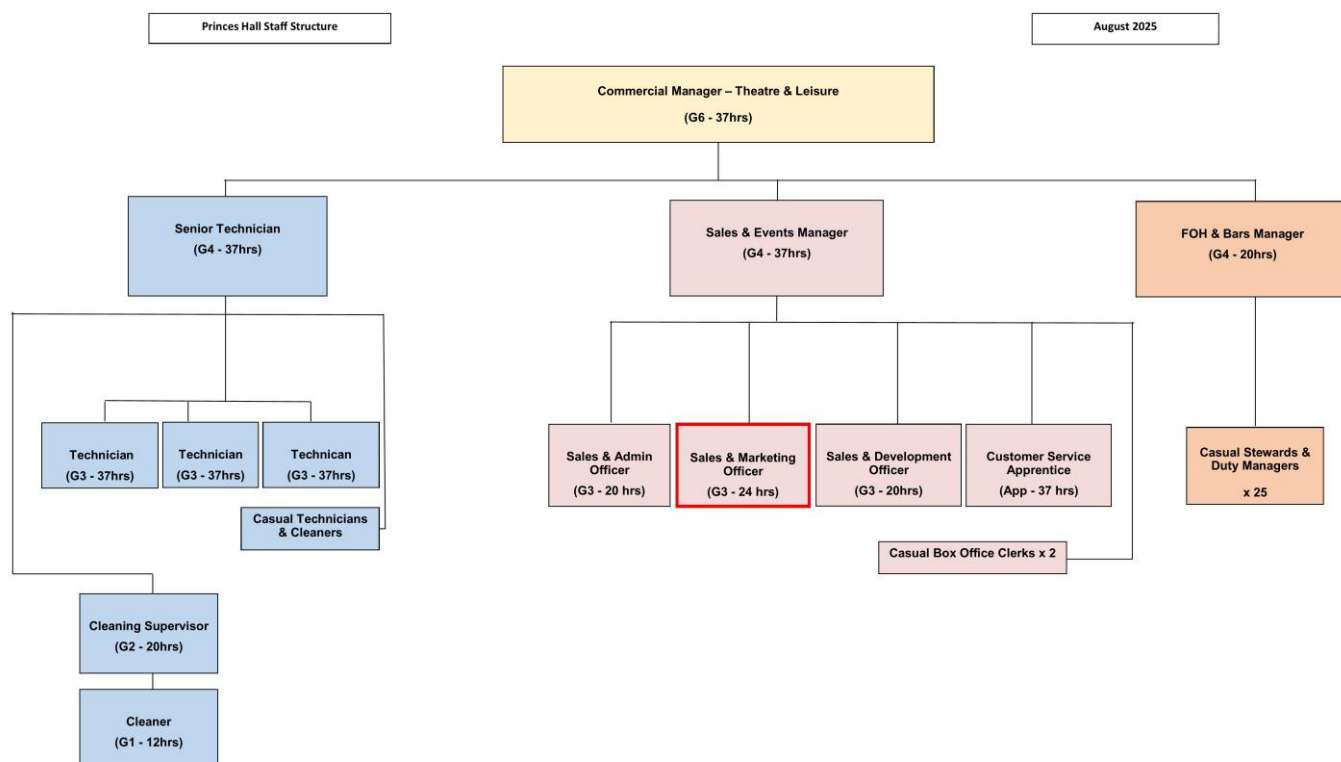 Princes Hall Staff Structure
August 2025
Commercial Manager – Theatre & Leisure
(G6 - 37hrs)
Senior Technician
(G4 - 37hrs)
Sales & Events Manager
(G4 - 37hrs)
FOH & Bars Manager
(G4 - 20hrs)
Technician
(G3 - 37hrs)
Technician
(G3 - 37hrs)
Technican
(G3 - 37hrs)
Sales & Admin
Officer
(G3 - 20 hrs)
Sales & Marketing
Officer
(G3 - 24 hrs)
Sales & Development
Officer
(G3 - 20hrs)
Customer Service
Apprentice
(App - 37 hrs)
Casual Stewards &
Duty Managers
x 25
Casual Technicians
& Cleaners
Casual Box Office Clerks x 2
Cleaning Supervisor
(G2 - 20hrs)
Cleaner
(G1 - 12hrs)